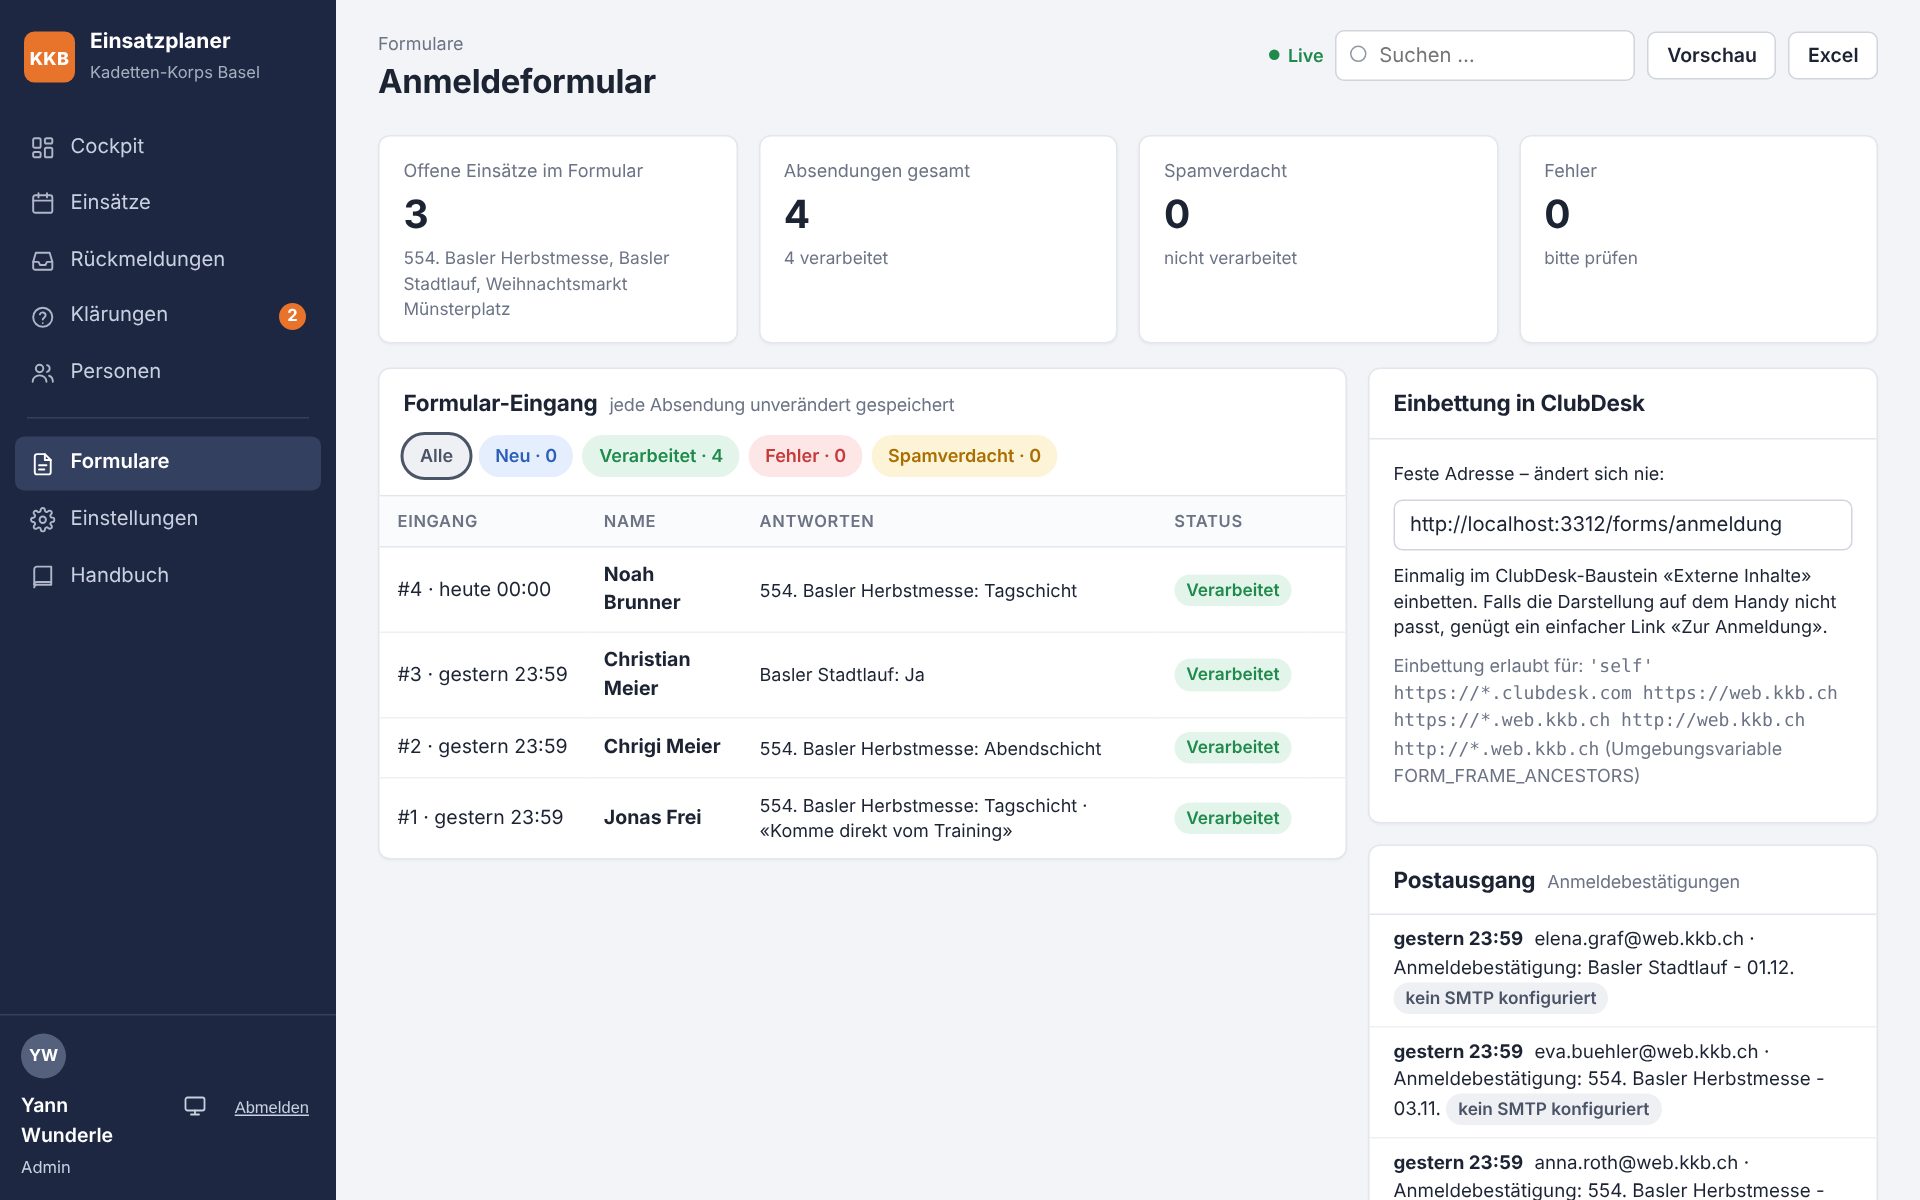 KKB
Einsatzplaner
Kadetten-Korps Basel
Cockpit
Einsätze
Rückmeldungen
Klärungen
2
Personen
Formulare
Einstellungen
Handbuch
YW
Yann
Wunderle
Admin
Abmelden
Formulare
Anmeldeformular
Live
Suchen ...
Vorschau
Excel
Offene Einsätze im Formular
3
554. Basler Herbstmesse, Basler
Stadtlauf, Weihnachtsmarkt
Münsterplatz
Absendungen gesamt
4
4 verarbeitet
Spamverdacht
0
nicht verarbeitet
Fehler
0
bitte prüfen
Formular-Eingang jede Absendung unverändert gespeichert
Alle
Neu · 0
Verarbeitet · 4
Fehler · 0
Spamverdacht · 0
EINGANG NAME ANTWORTEN STATUS
#4 · heute 00:00
Noah
Brunner
554. Basler Herbstmesse: Tagschicht
Verarbeitet
#3 · gestern 23:59
Christian
Meier
Basler Stadtlauf: Ja
Verarbeitet
#2 · gestern 23:59
Chrigi Meier
554. Basler Herbstmesse: Abendschicht
Verarbeitet
#1 · gestern 23:59
Jonas Frei
554. Basler Herbstmesse: Tagschicht ·
«Komme direkt vom Training»
Verarbeitet
Einbettung in ClubDesk
Feste Adresse – ändert sich nie:
http://localhost:3312/forms/anmeldung
Einmalig im ClubDesk-Baustein «Externe Inhalte»
einbetten. Falls die Darstellung auf dem Handy nicht
passt, genügt ein einfacher Link «Zur Anmeldung».
Einbettung erlaubt für: 'self'
https://*.clubdesk.com https://web.kkb.ch
https://*.web.kkb.ch http://web.kkb.ch
http://*.web.kkb.ch (Umgebungsvariable
FORM_FRAME_ANCESTORS)
Postausgang Anmeldebestätigungen
gestern 23:59 elena.graf@web.kkb.ch ·
Anmeldebestätigung: Basler Stadtlauf - 01.12.
kein SMTP konfiguriert
gestern 23:59 eva.buehler@web.kkb.ch ·
Anmeldebestätigung: 554. Basler Herbstmesse -
03.11. kein SMTP konfiguriert
gestern 23:59 anna.roth@web.kkb.ch ·
Anmeldebestätigung: 554. Basler Herbstmesse -